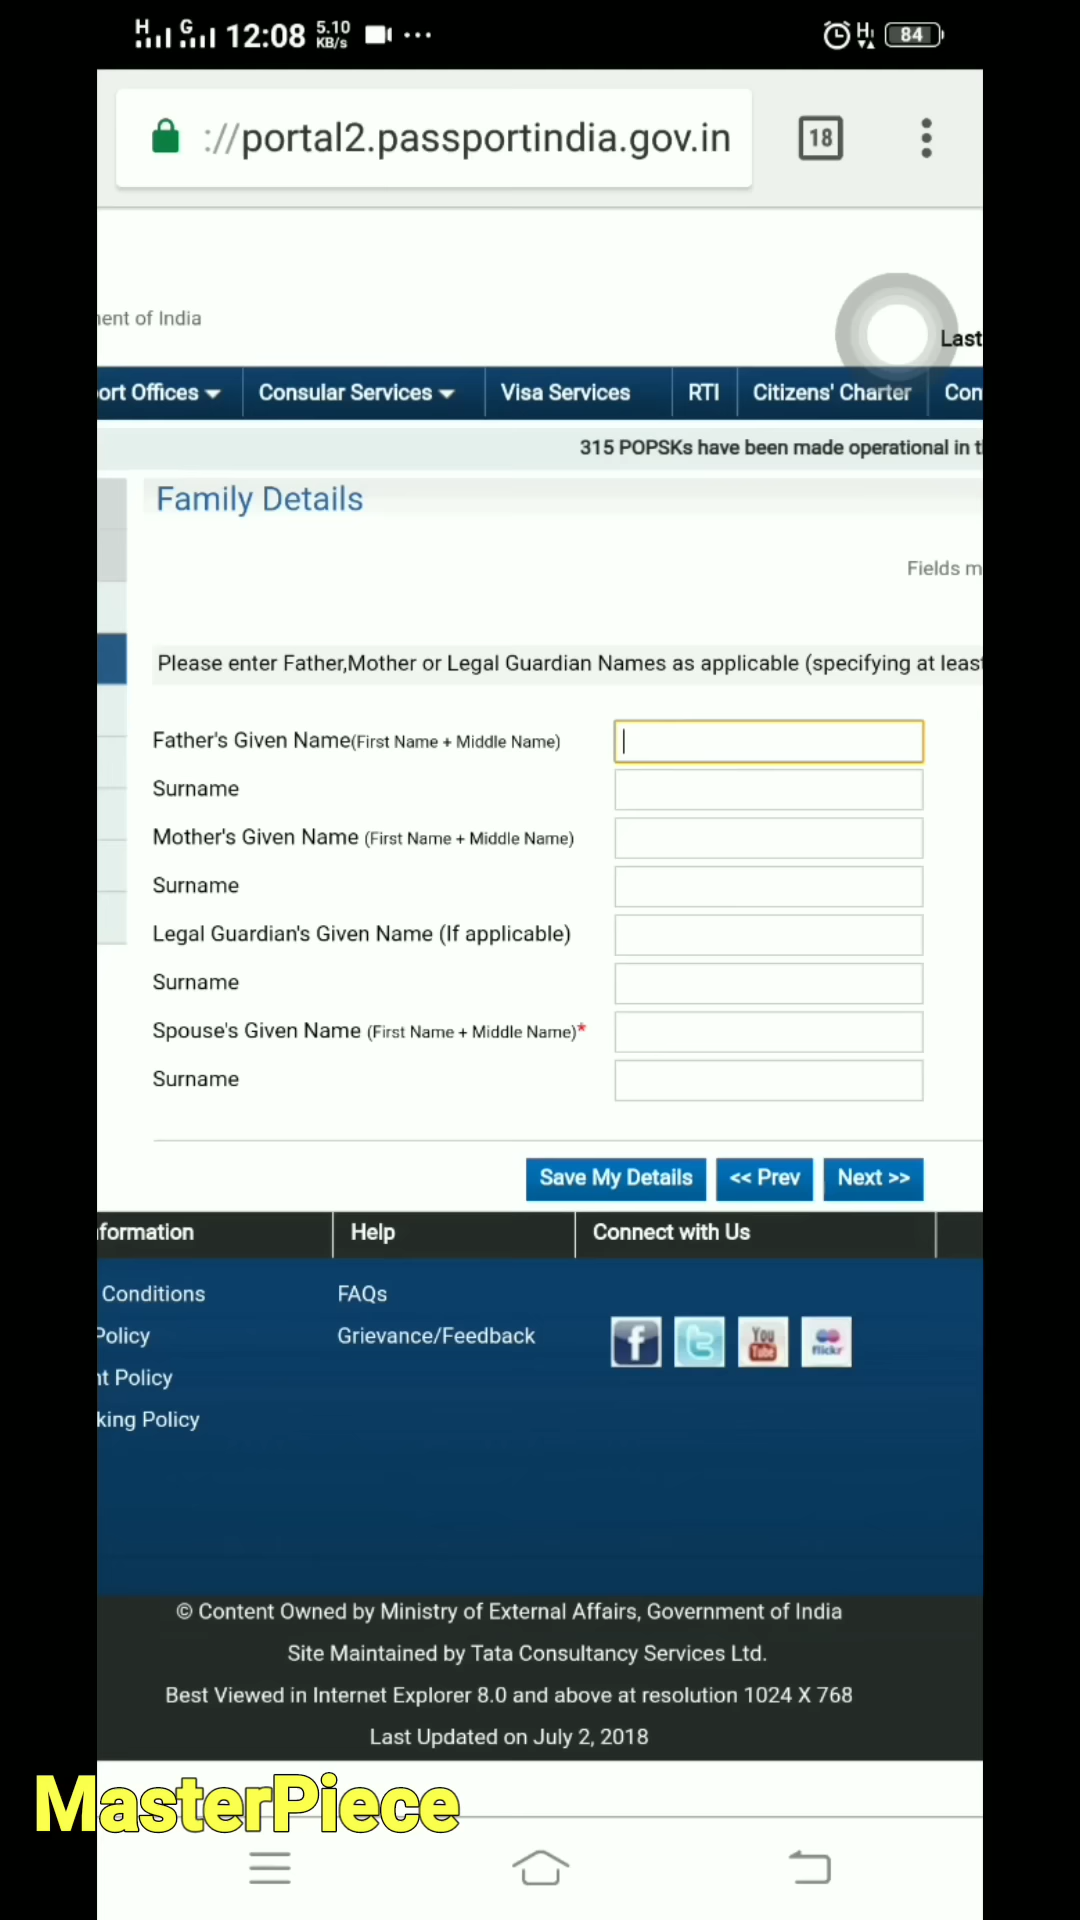 H G 12:08 5.10 KB/s ... H 84
://portal2.passportindia.gov.in 18
ent of India
Last
ort Offices Consular Services Visa Services RTI Citizens' Charter Con
315 POPSKs have been made operational in t
Family Details
Fields m
Please enter Father,Mother or Legal Guardian Names as applicable (specifying at least
Father's Given Name(First Name + Middle Name)
Surname
Mother's Given Name (First Name + Middle Name)
Surname
Legal Guardian's Given Name (If applicable)
Surname
Spouse's Given Name (First Name + Middle Name)*
Surname
Save My Details << Prev Next >>
formation Help Connect with Us
Conditions FAQs
Policy Grievance/Feedback
f t You Tube flickr
nt Policy
king Policy
© Content Owned by Ministry of External Affairs, Government of India
Site Maintained by Tata Consultancy Services Ltd.
Best Viewed in Internet Explorer 8.0 and above at resolution 1024 X 768
Last Updated on July 2, 2018
MasterPiece